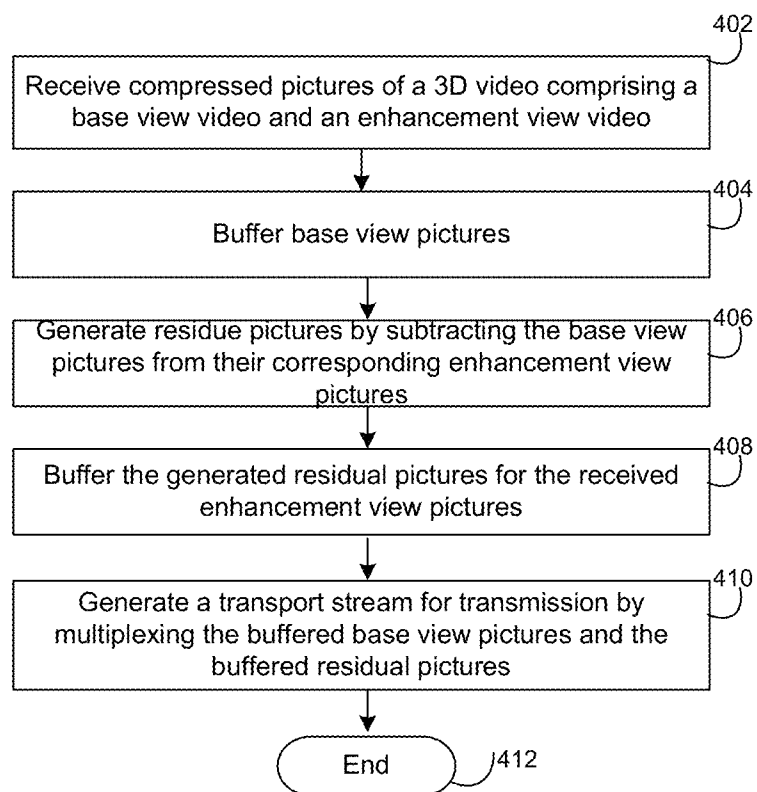 402
Receive compressed pictures of a 3D video comprising a
base view video and an enhancement view video
404
Buffer base view pictures
406
Generate residue pictures by subtracting the base view
pictures from their corresponding enhancement view
pictures
408
Buffer the generated residual pictures for the received
enhancement view pictures
410
Generate a transport stream for transmission by
multiplexing the buffered base view pictures and the
buffered residual pictures
End
412